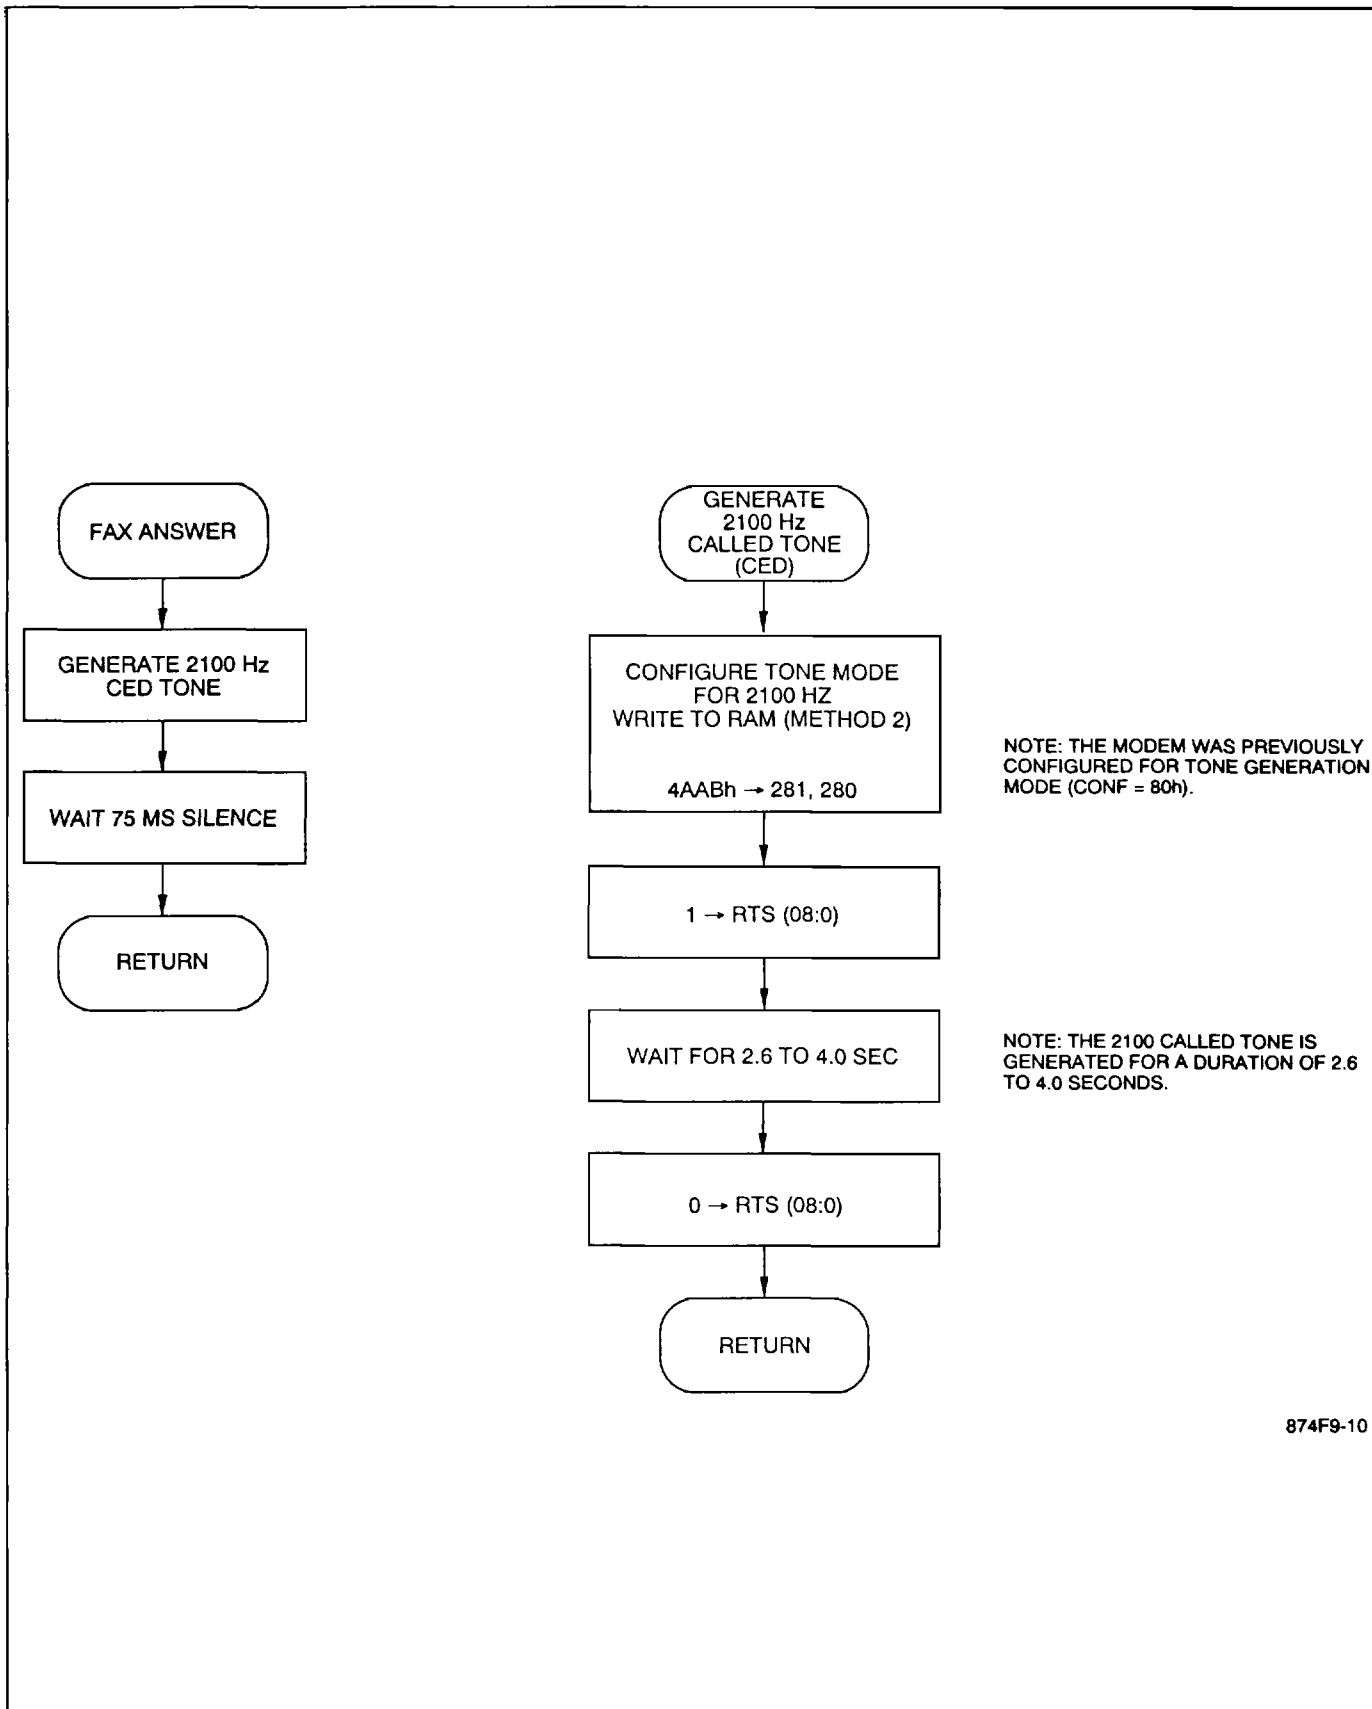 FAX ANSWER
GENERATE 2100 Hz
CED TONE
WAIT 75 MS SILENCE
RETURN
GENERATE
2100 Hz
CALLED TONE
(CED)
CONFIGURE TONE MODE
FOR 2100 HZ
WRITE TO RAM (METHOD 2)
4AABh → 281, 280
1 → RTS (08:0)
WAIT FOR 2.6 TO 4.0 SEC
0 → RTS (08:0)
RETURN
NOTE: THE MODEM WAS PREVIOUSLY
CONFIGURED FOR TONE GENERATION
MODE (CONF = 80h).
NOTE: THE 2100 CALLED TONE IS
GENERATED FOR A DURATION OF 2.6
TO 4.0 SECONDS.
874F9-10